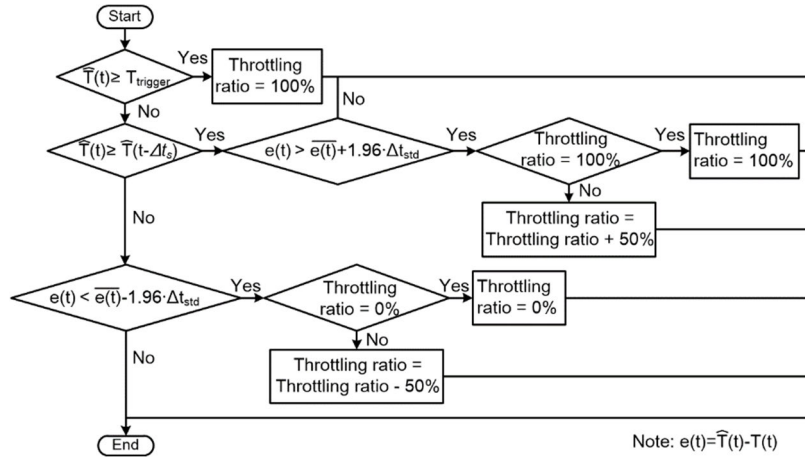 Start
T̂(t)≥ T_trigger
Yes
Throttling
ratio = 100%
No
No
T̂(t)≥ T̂(t-Δt_s)
Yes
e(t) > e̅(̅t̅)̅+1.96·Δt_std
Yes
Throttling
ratio = 100%
Yes
Throttling
ratio = 100%
No
Throttling ratio =
Throttling ratio + 50%
No
e(t) < e̅(̅t̅)̅-1.96·Δt_std
Yes
Throttling
ratio = 0%
Yes
Throttling
ratio = 0%
No
No
Throttling ratio =
Throttling ratio - 50%
End
Note: e(t)=T̂(t)-T(t)